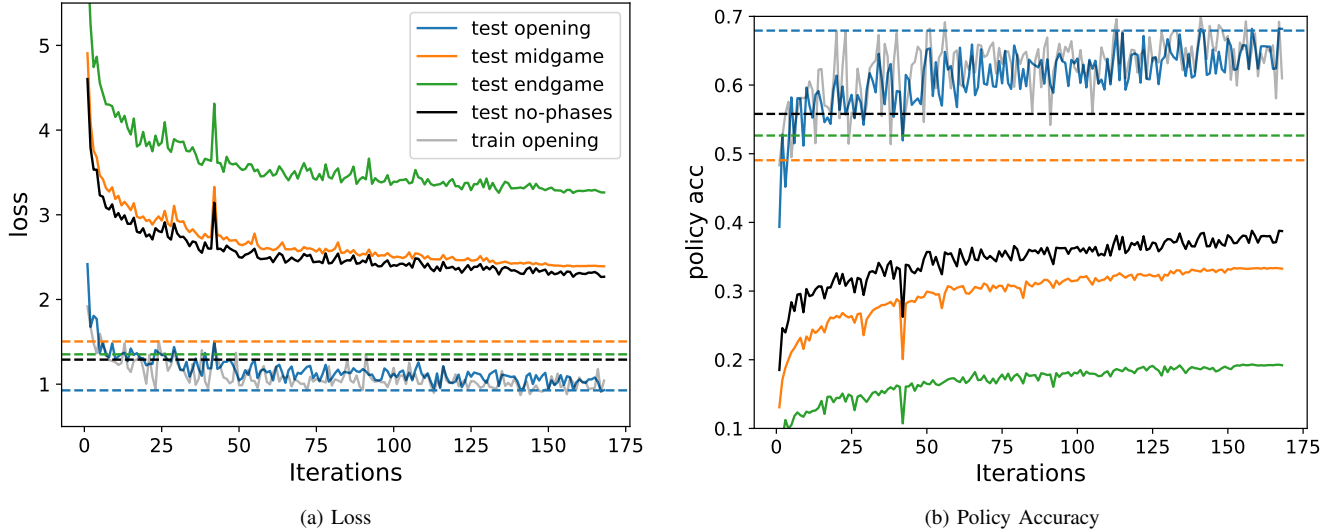 5
4
3
2
1
loss
test opening
test midgame
test endgame
test no-phases
train opening
0 25 50 75 100 125 150 175
Iterations
(a) Loss
0.7
0.6
0.5
0.4
0.3
0.2
0.1
policy acc
0 25 50 75 100 125 150 175
Iterations
(b) Policy Accuracy